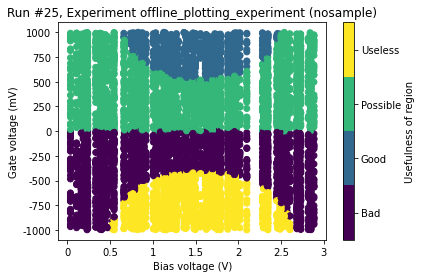 Run #25, Experiment offline_plotting_experiment (nosample)
1000
750
500
250
0
-250
-500
-750
-1000
Gate voltage (mV)
0
0.5
1
1.5
2
2.5
3
Bias voltage (V)
Useless
Possible
Good
Bad
Usefulness of region